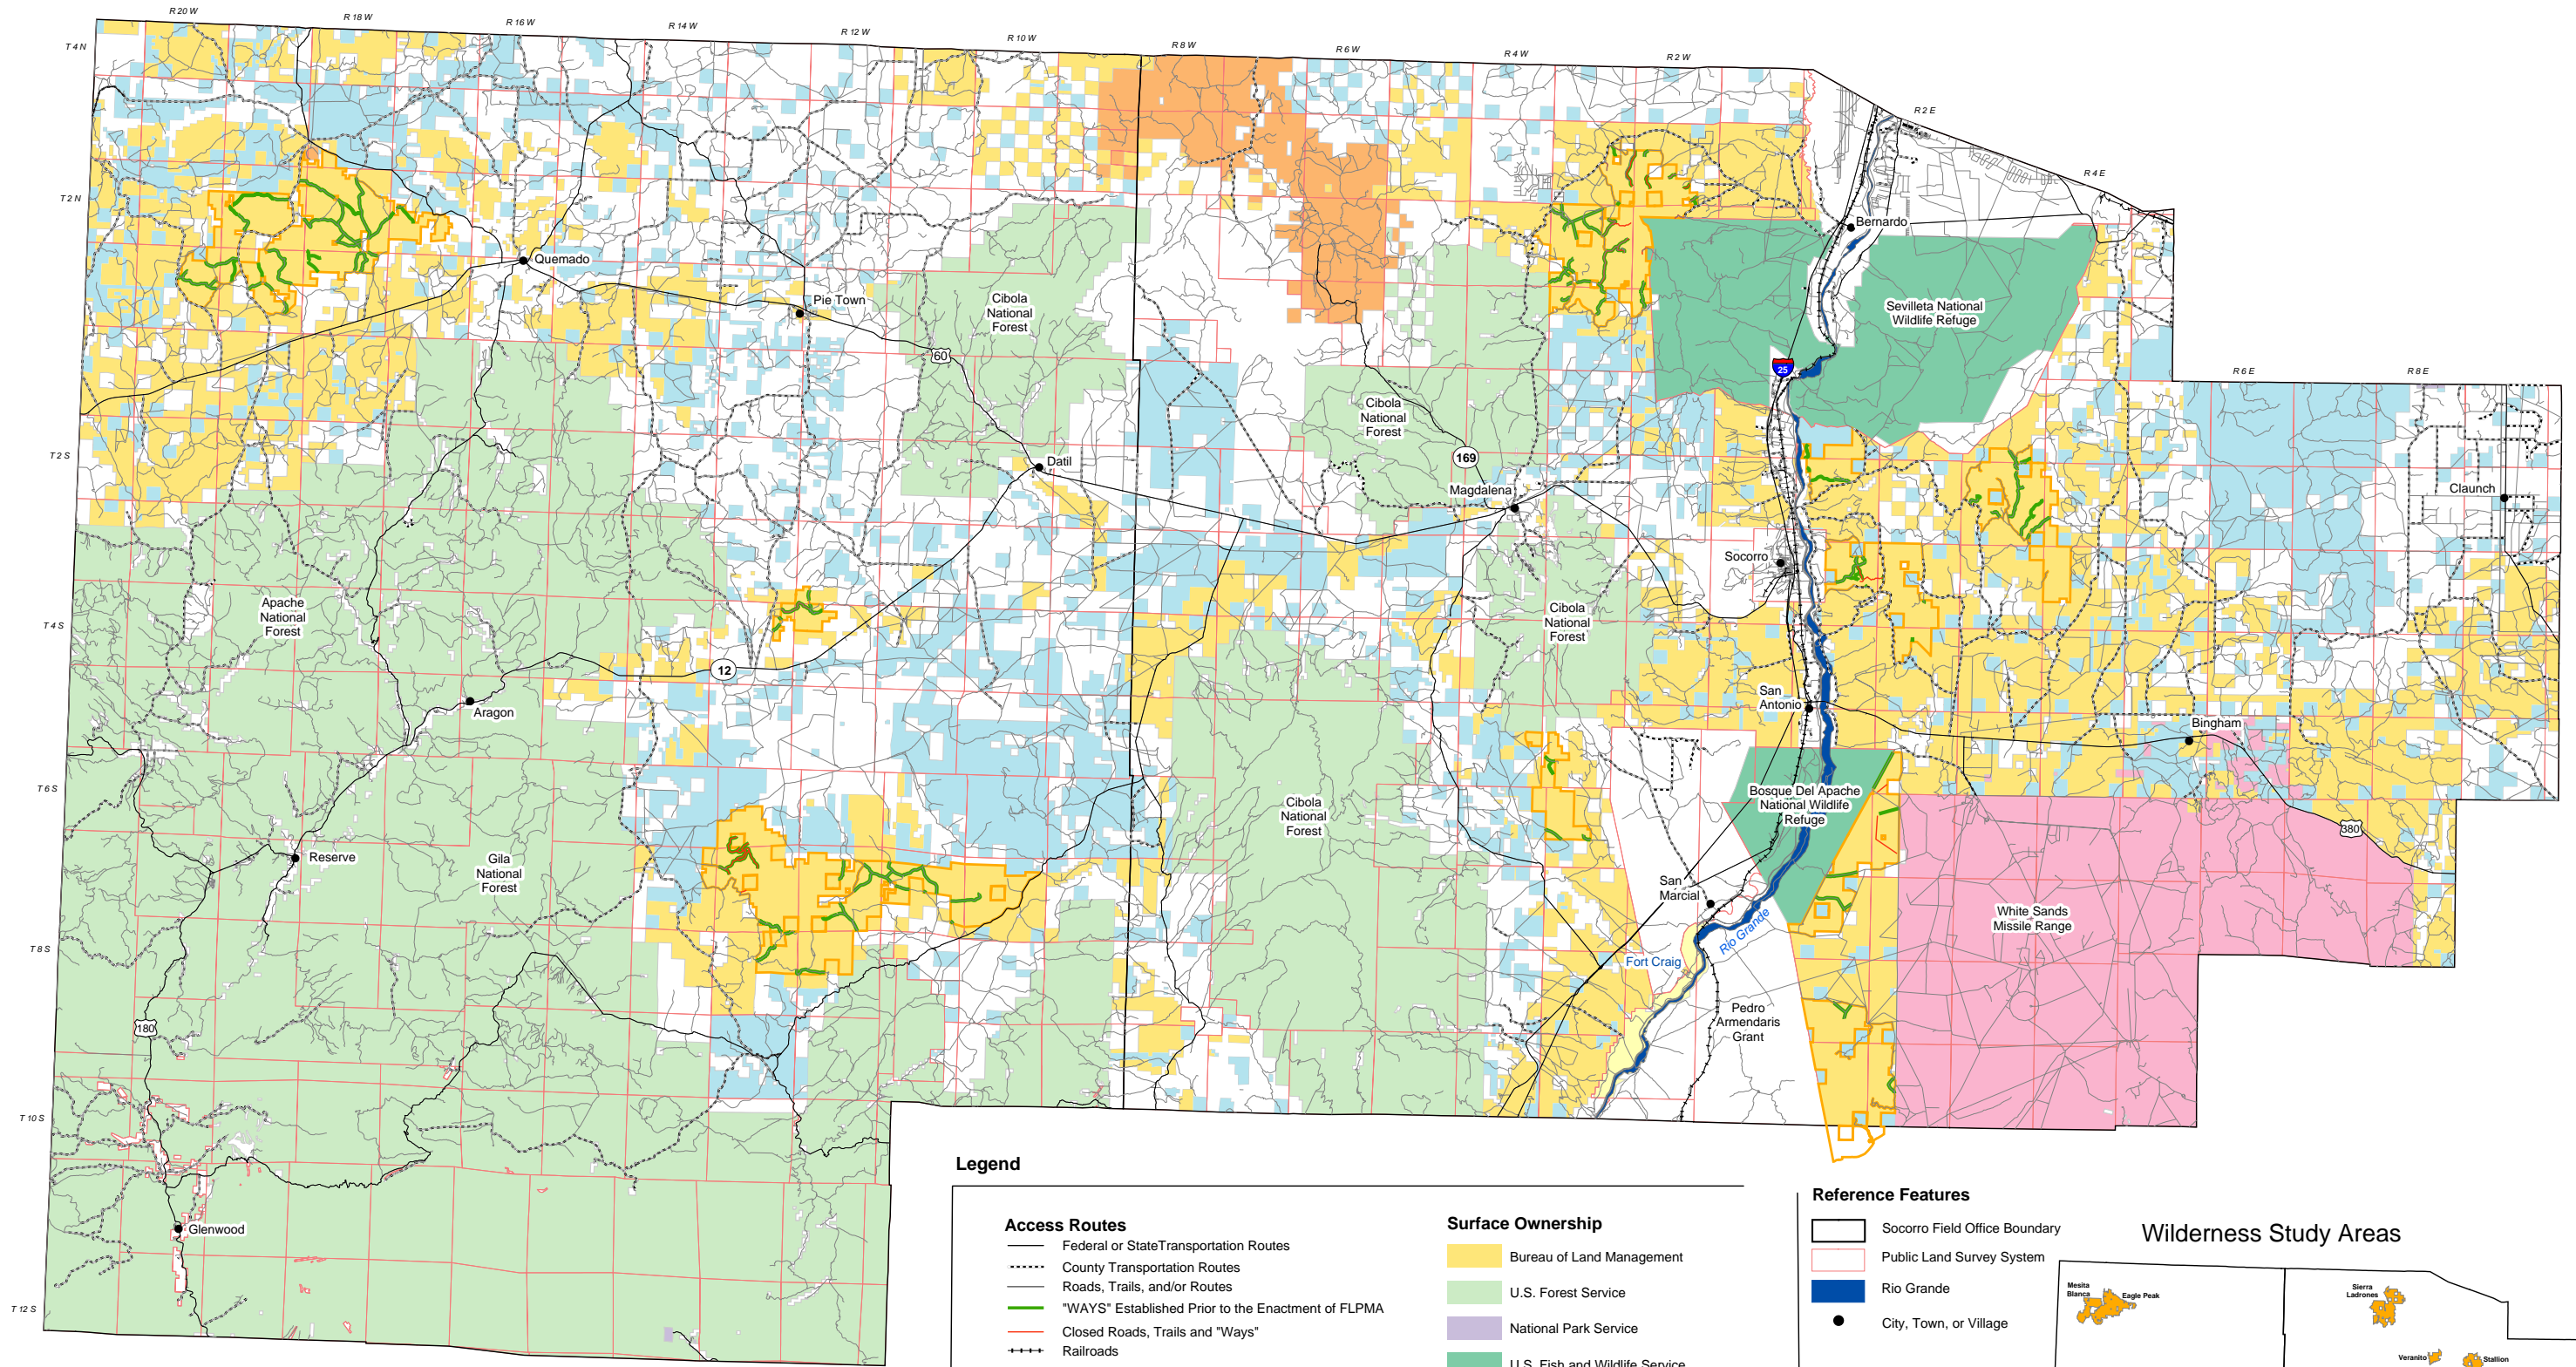 R 20 W
R 18 W
R 16 W
R 14 W
R 12 W
R 10 W
R 8 W
R 6 W
R 4 W
R 2 W
R 2 E
R 4 E
R 6 E
R 8 E
T 4 N
T 2 N
T 2 S
T 4 S
T 6 S
T 8 S
T 10 S
T 12 S
Quemado
Pie Town
Cibola
National
Forest
60
Datil
Bernardo
Sevilleta National
Wildlife Refuge
25
Cibola
National
Forest
169
Magdalena
Claunch
Socorro
Apache
National
Forest
Cibola
National
Forest
12
Aragon
San
Antonio
Bingham
Bosque Del Apache
National Wildlife
Refuge
380
Cibola
National
Forest
Reserve
Gila
National
Forest
San
Marcial
Rio Grande
White Sands
Missile Range
Fort Craig
Pedro
Armendaris
Grant
180
Glenwood
Legend
Access Routes
Federal or StateTransportation Routes
County Transportation Routes
Roads, Trails, and/or Routes
"WAYS" Established Prior to the Enactment of FLPMA
Closed Roads, Trails and "Ways"
Railroads
Surface Ownership
Bureau of Land Management
U.S. Forest Service
National Park Service
U.S. Fish and Wildlife Service
Reference Features
Socorro Field Office Boundary
Public Land Survey System
Rio Grande
City, Town, or Village
Wilderness Study Areas
Mesita
Blanca
Eagle Peak
Sierra
Ladrones
Veranito
Stallion